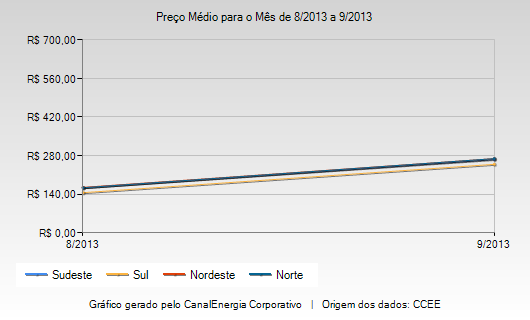 Preço Médio para o Mês de 8/2013 a 9/2013
R$ 700,00
R$ 560,00
R$ 420,00
R$ 280,00
R$ 140,00
R$ 0,00
8/2013 9/2013
Sudeste Sul Nordeste Norte
Gráfico gerado pelo CanalEnergia Corporativo | Origem dos dados: CCEE